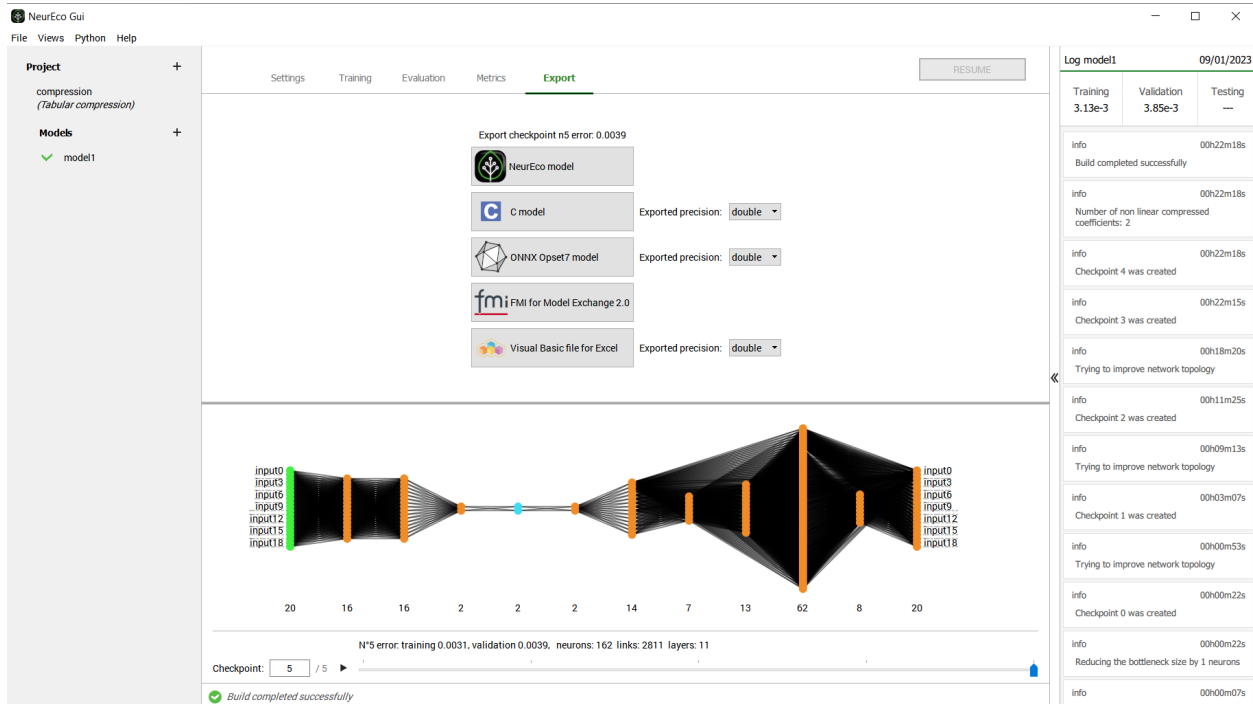 NeurEco Gui
File Views Python Help
Project +
compression
(Tabular compression)
Models +
model1
Settings Training Evaluation Metrics Export
RESUME
Export checkpoint n5 error: 0.0039
NeurEco model
C C model Exported precision: double
ONNX Opset7 model Exported precision: double
fmi FMI for Model Exchange 2.0
Visual Basic file for Excel Exported precision: double
input0
input3
input6
input9
input12
input15
input18
input0
input3
input6
input9
input12
input15
input18
20 16 16 2 2 2 14 7 13 62 8 20
N°5 error: training 0.0031, validation 0.0039, neurons: 162 links: 2811 layers: 11
Checkpoint: 5 / 5
Build completed successfully
Log model1 09/01/2023
Training Validation Testing
3.13e-3 3.85e-3 ---
info 00h22m18s
Build completed successfully
info 00h22m18s
Number of non linear compressed
coefficients: 2
info 00h22m18s
Checkpoint 4 was created
info 00h22m15s
Checkpoint 3 was created
info 00h18m20s
Trying to improve network topology
info 00h11m25s
Checkpoint 2 was created
info 00h09m13s
Trying to improve network topology
info 00h03m07s
Checkpoint 1 was created
info 00h00m53s
Trying to improve network topology
info 00h00m22s
Checkpoint 0 was created
info 00h00m22s
Reducing the bottleneck size by 1 neurons
info 00h00m07s